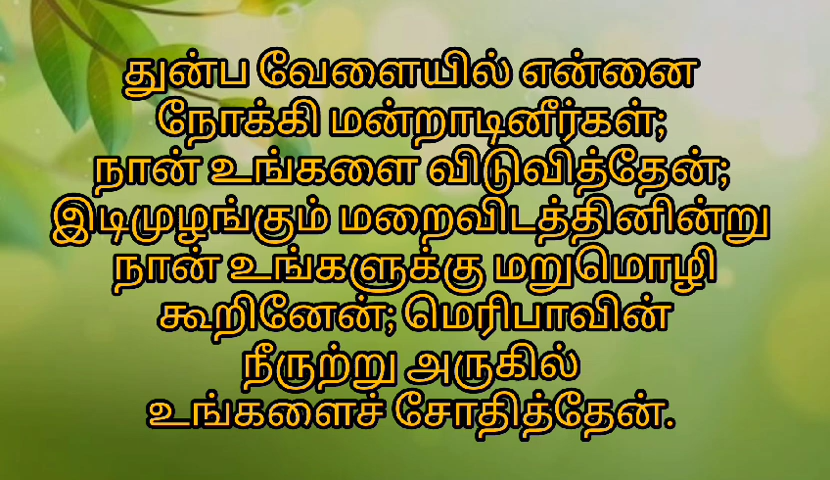 துன்ப வேளையில் என்னை
நோக்கி மன்றாடினீர்கள்;
நான் உங்களை விடுவித்தேன்;
இடிமுழங்கும் மறைவிடத்தினின்று
நான் உங்களுக்கு மறுமொழி
கூறினேன்; மெரிபாவின்
நீருற்று அருகில்
உங்களைச் சோதித்தேன்.